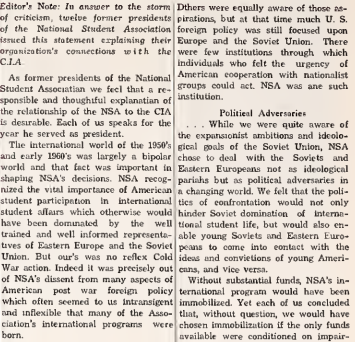 Editor's Note: In answer to the storm
of criticism, twelve former presidents
of the National Student Association
issued this statement explaining their
organization's connections with the
C.I.A
As former presidents of the National
Student Association we feel that a re-
sponsible and thoughtful explanation of
the relationship of the NSA to the CIA
is desirable. Each of us speaks for the
year he served as president.
The international world of the 1950's
and early 1960's was largely a bipolar
world and that fact was important in
shaping NSA's decisions. NSA recog-
nized the vital importance of American
student participation in international
student affairs which otherwise would
have been dominated by the well
trained and well informed representa-
tives of Eastern Europe and the Soviet
Union. But our's was no reflex Cold
War action. Indeed it was precisely out
of NSA's dissent from many aspects of
American post war foreign policy
which often seemed to us intransigent
and inflexible that many of the Asso-
ciation's international programs were
born.
Others were equally aware of those as-
pirations, but at that time much U. S.
foreign policy was still focused upon
Europe and the Soviet Union. There
were few institutions through which
individuals who felt the urgency of
American cooperation with nationalist
groups could act. NSA was one such
institution.
Political Adversaries
. . . While we were quite aware of
the expansionist ambitions and ideolo-
gical goals of the Soviet Union, NSA
chose to deal with the Soviets and
Eastern Europeans not as ideological
pariahs but as political adversaries in
a changing world. We felt that the poli-
tics of confrontation would not only
hinder Soviet domination of interna-
tional student life, but would also en-
able young Soviets and Eastern Euro-
peans to come into contact with the
ideas and convictions of young Ameri-
cans, and vice versa.
Without substantial funds, NSA's in-
ternational program would have been
immobilized. Yet each of us concluded
that, without question, we would have
chosen immobilization if the only funds
available were conditioned on impair-